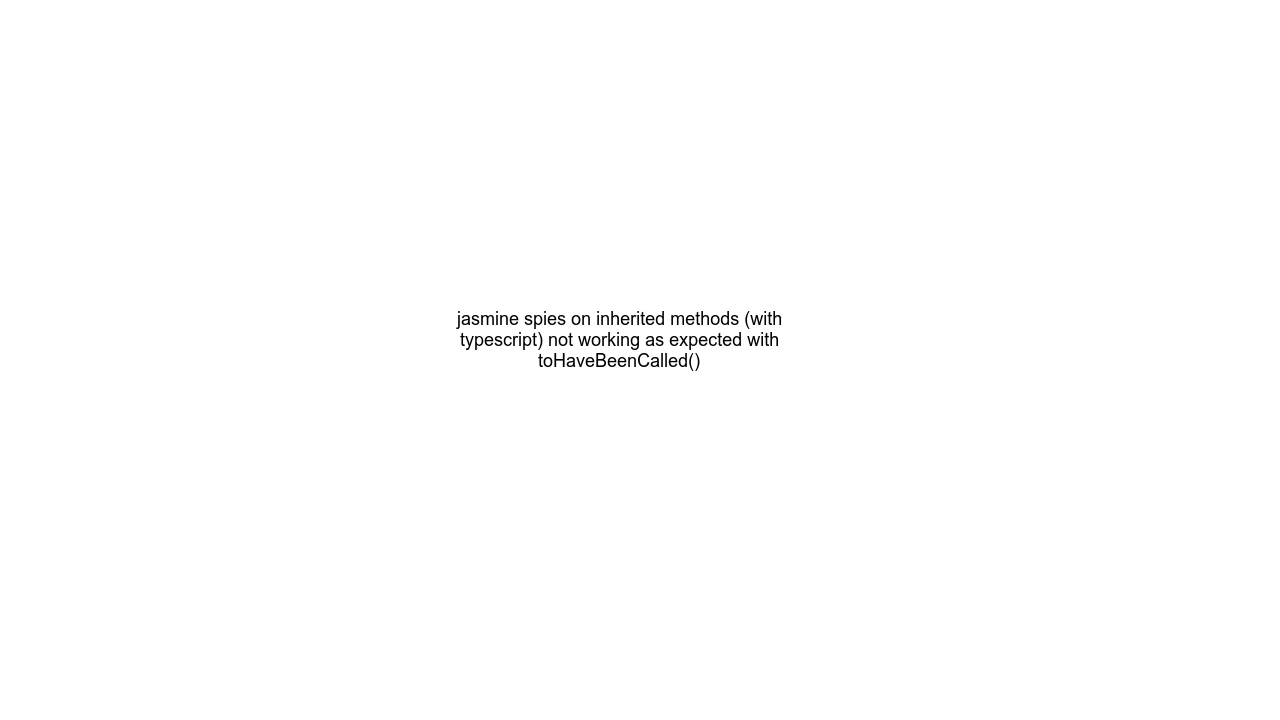 jasmine spies on inherited methods (with
typescript) not working as expected with
toHaveBeenCalled()